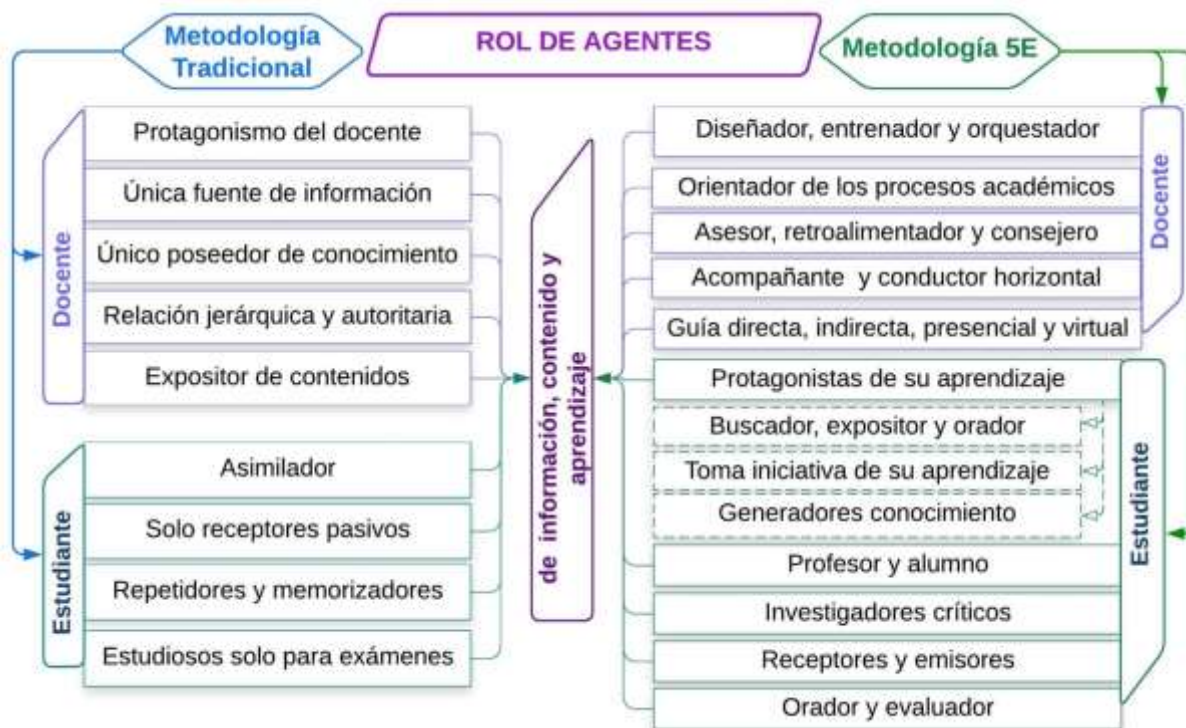 Metodología
Tradicional
ROL DE AGENTES
Metodología 5E
Docente
Protagonismo del docente
Única fuente de información
Único poseedor de conocimiento
Relación jerárquica y autoritaria
Expositor de contenidos
Estudiante
Asimilador
Solo receptores pasivos
Repetidores y memorizadores
Estudiosos solo para exámenes
de información, contenido y
aprendizaje
Diseñador, entrenador y orquestador
Orientador de los procesos académicos
Asesor, retroalimentador y consejero
Acompañante y conductor horizontal
Guía directa, indirecta, presencial y virtual
Docente
Protagonistas de su aprendizaje
Buscador, expositor y orador
Toma iniciativa de su aprendizaje
Generadores conocimiento
Profesor y alumno
Investigadores críticos
Receptores y emisores
Orador y evaluador
Estudiante